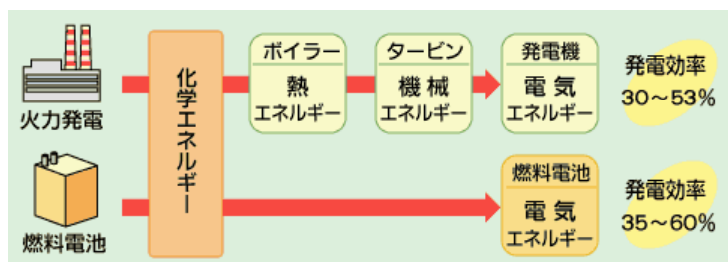 火力発電
化学エネルギー
ボイラー
熱
エネルギー
タービン
機械
エネルギー
発電機
電気
エネルギー
発電効率
30～53%
燃料電池
燃料電池
電気
エネルギー
発電効率
35～60%